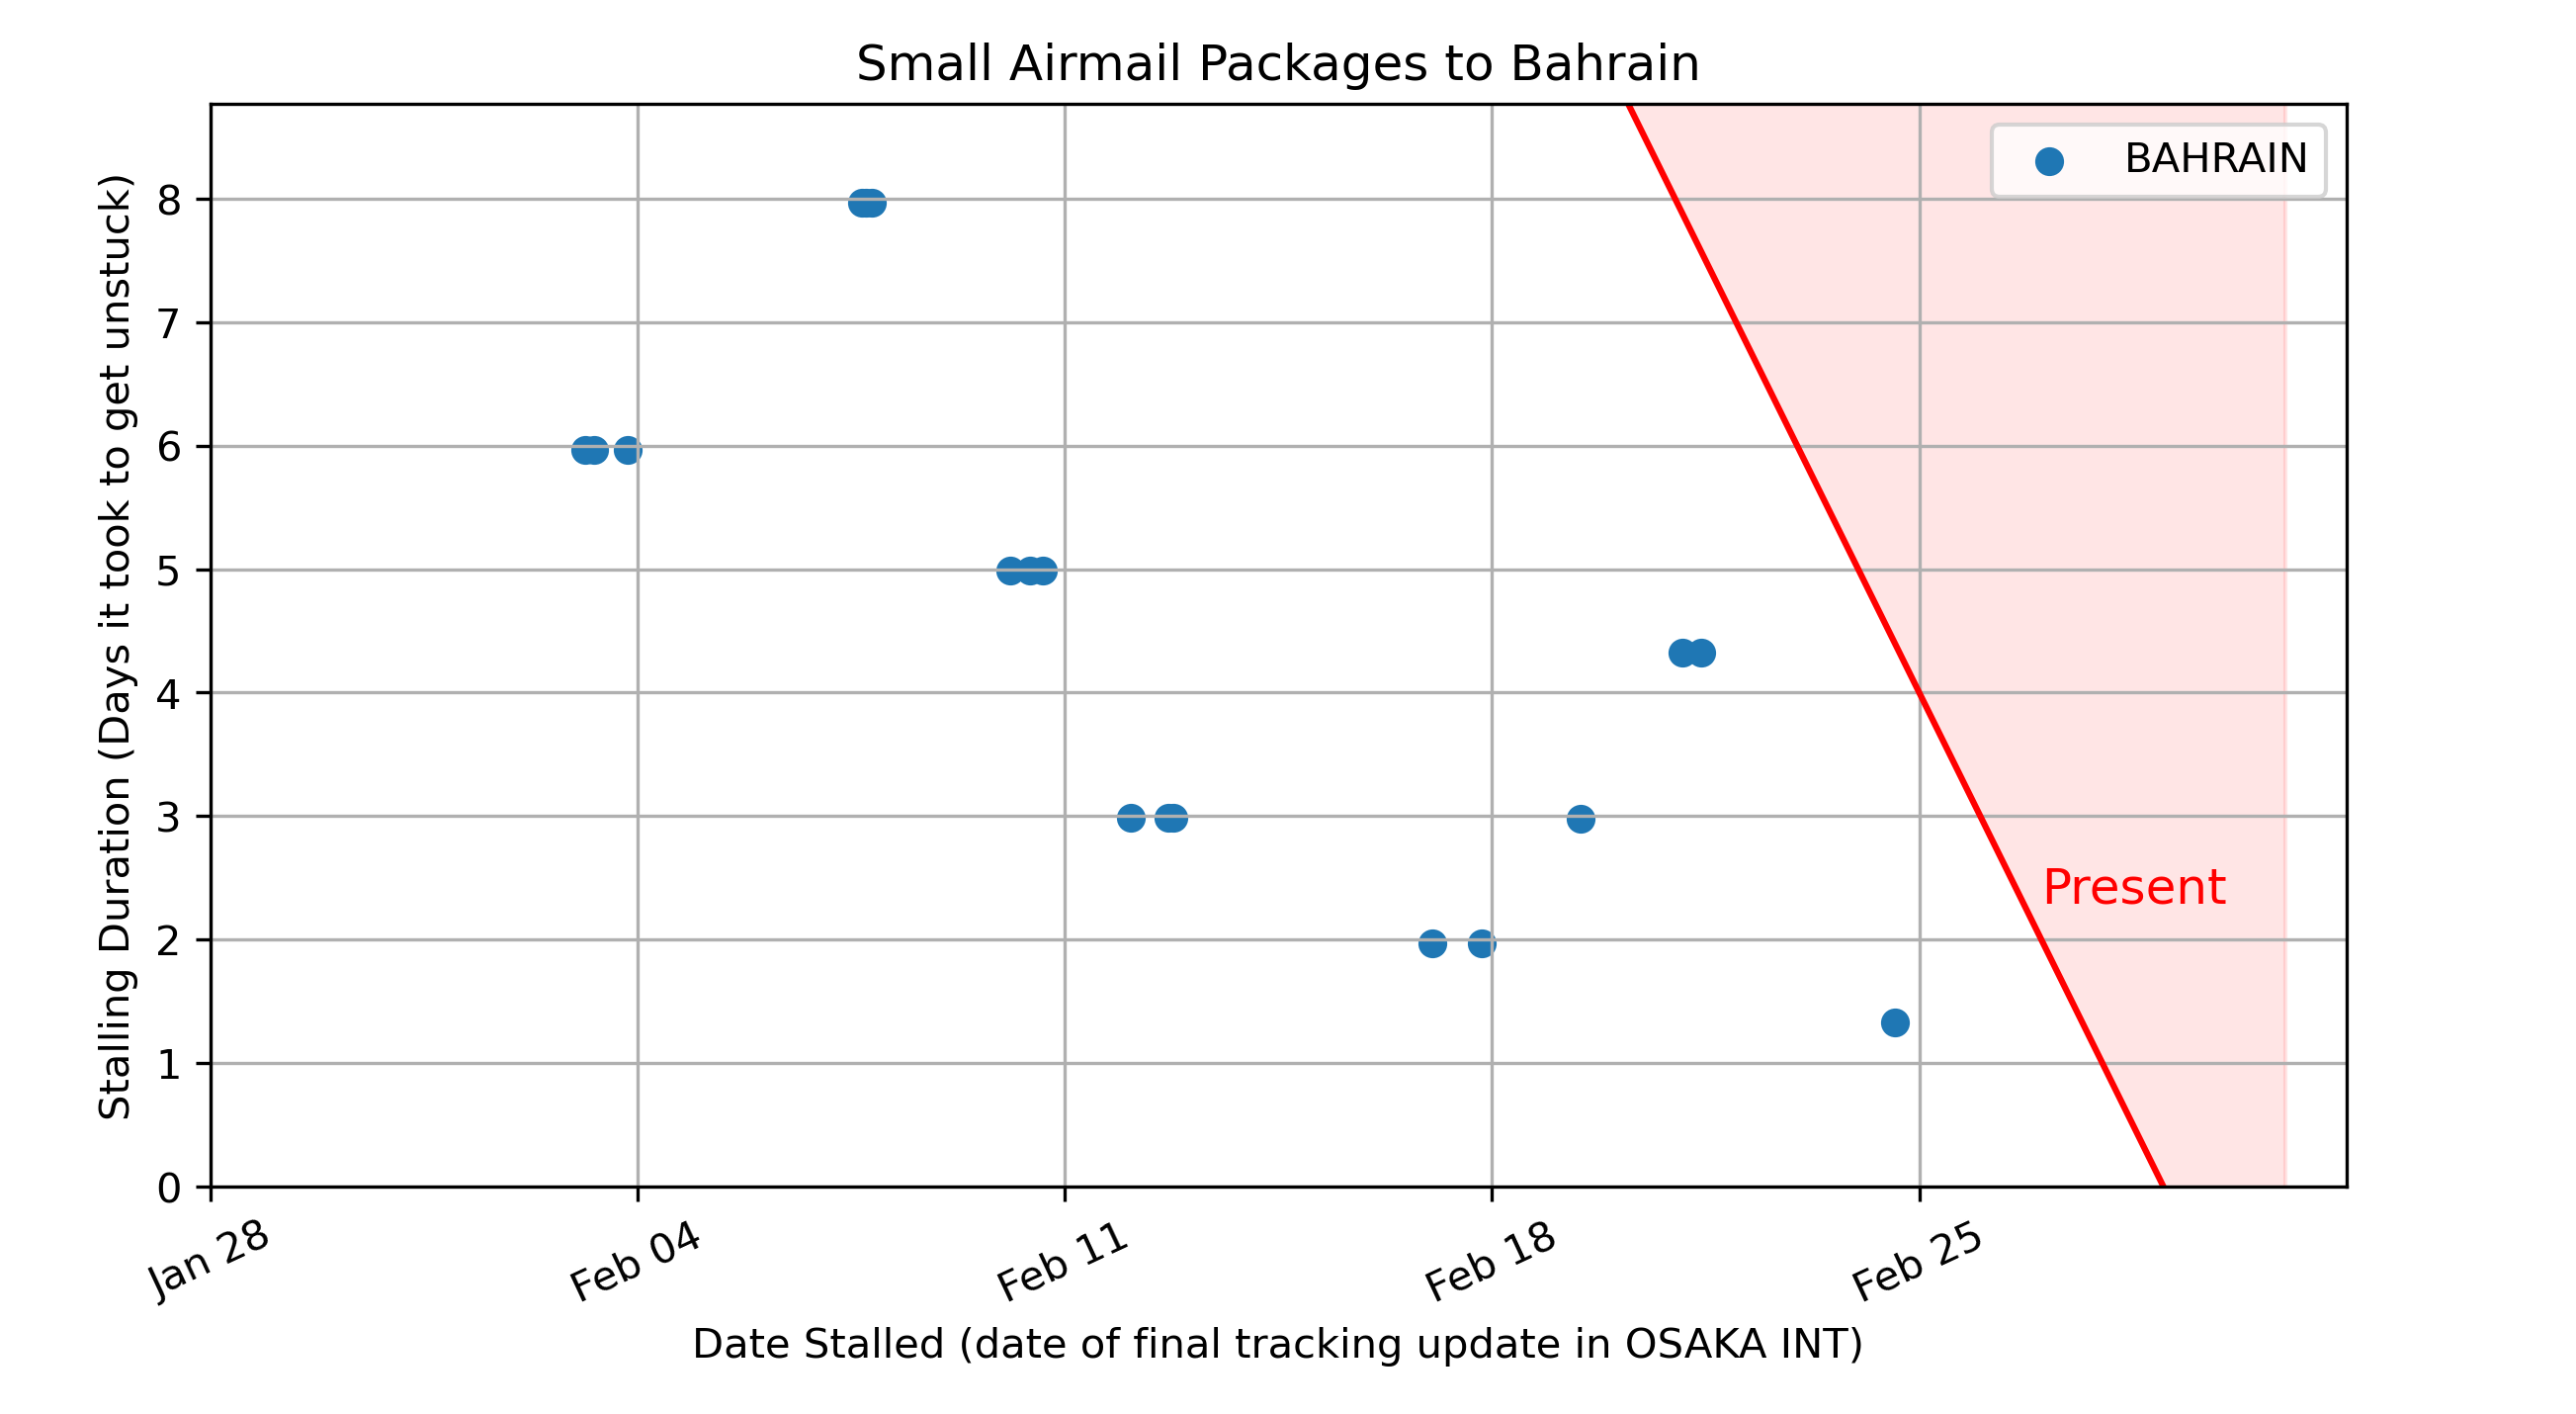 Small Airmail Packages to Bahrain
BAHRAIN
Stalling Duration (Days it took to get unstuck)
8
7
6
5
4
3
2
1
0
Present
Jan 28
Feb 04
Feb 11
Feb 18
Feb 25
Date Stalled (date of final tracking update in OSAKA INT)